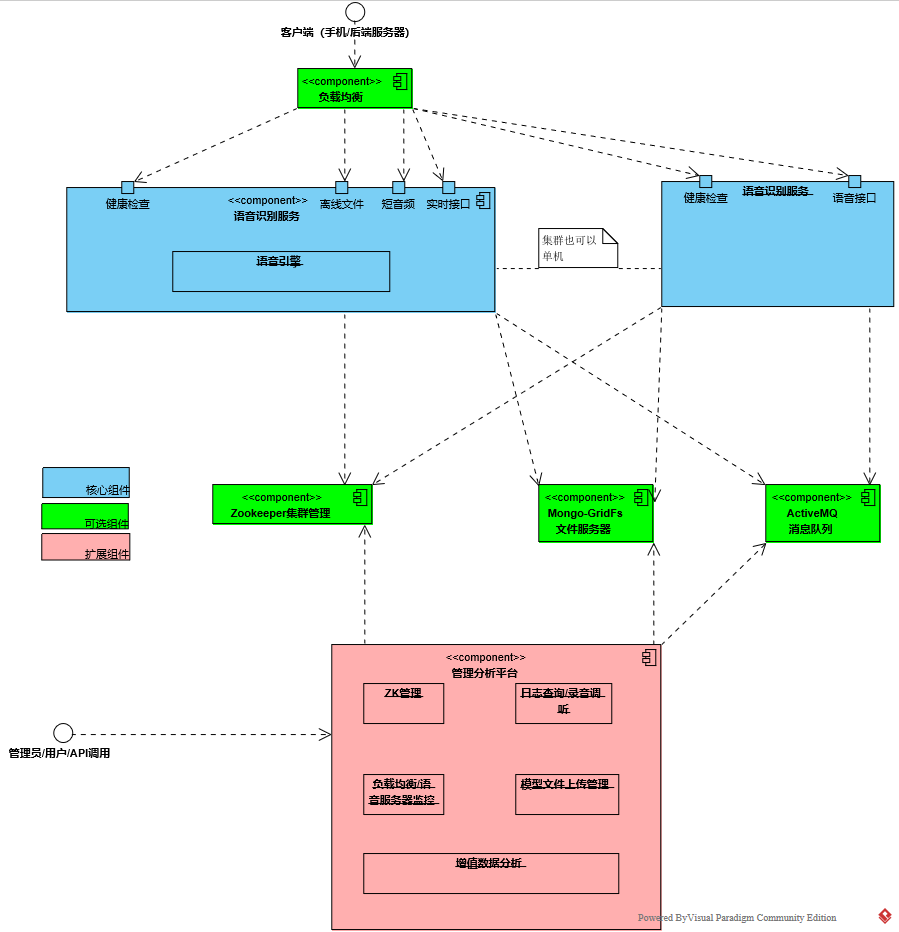 客户端（手机/后端服务器）
<<component>>
负载均衡
健康检查
<<component>>
语音识别服务
离线文件
短音频
实时接口
语音引擎
健康检查
语音识别服务
语音接口
集群也可以
单机
核心组件
可选组件
扩展组件
<<component>>
Zookeeper集群管理
<<component>>
Mongo-GridFs
文件服务器
<<component>>
ActiveMQ
消息队列
<<component>>
管理分析平台
ZK管理
日志查询/录音调
听
管理员/用户/API调用
负载均衡/语
音服务器监控
模型文件上传管理
增值数据分析
Powered ByVisual Paradigm Community Edition